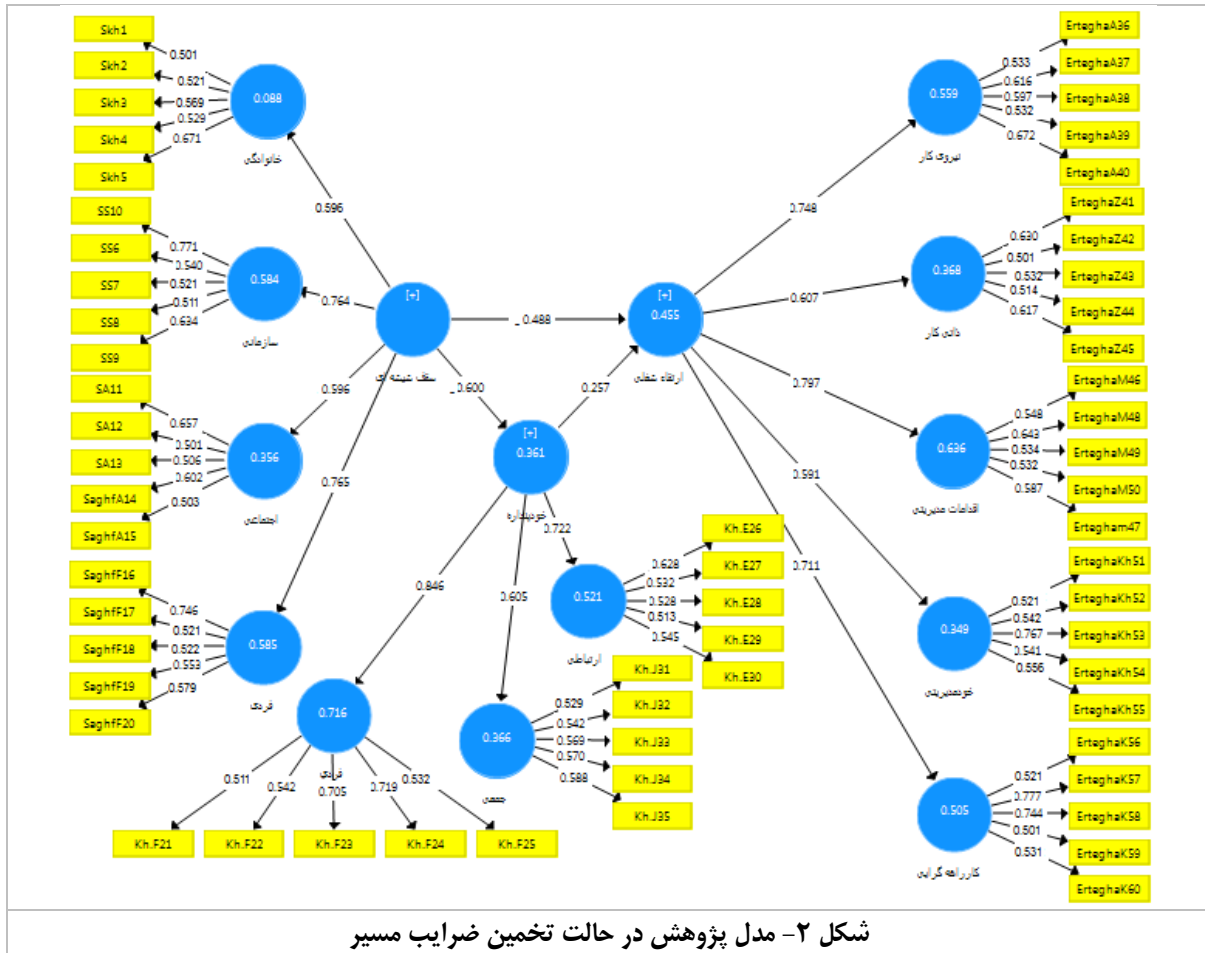 Skh1
Skh2
Skh3
Skh4
Skh5
0.501
0.521
0.569
0.529
0.671
0.088
خانوادگی
0.596
SS10
SS6
SS7
SS8
SS9
0.771
0.540
0.521
0.511
0.634
0.584
سازمانی
0.764
SA11
SA12
SA13
SaghfA14
SaghfA15
0.657
0.501
0.506
0.602
0.503
0.356
اجتماعی
0.596
SaghfF16
SaghfF17
SaghfF18
SaghfF19
SaghfF20
0.746
0.521
0.522
0.553
0.579
0.585
فردی
0.765
[+]
سقف شیشه ای
_ 0.488
_ 0.600
[+]
0.361
خودپنداره
0.257
0.846
0.605
0.722
0.716
فردی
0.511
0.542
0.705
0.719
0.532
Kh.F21
Kh.F22
Kh.F23
Kh.F24
Kh.F25
0.366
جمعی
0.529
0.542
0.569
0.570
0.588
Kh.J31
Kh.J32
Kh.J33
Kh.J34
Kh.J35
0.521
ارتباطی
0.628
0.532
0.528
0.513
0.545
Kh.E26
Kh.E27
Kh.E28
Kh.E29
Kh.E30
[+]
0.455
ارتقاء شغلی
0.748
0.607
0.797
0.591
0.711
0.559
نیروی کار
0.533
0.616
0.597
0.532
0.672
ErteghaA36
ErteghaA37
ErteghaA38
ErteghaA39
ErteghaA40
0.368
ذاتی کار
0.630
0.501
0.532
0.514
0.617
ErteghaZ41
ErteghaZ42
ErteghaZ43
ErteghaZ44
ErteghaZ45
0.636
اقدامات مدیریتی
0.548
0.643
0.534
0.532
0.587
ErteghaM46
ErteghaM48
ErteghaM49
ErteghaM50
Ertegham47
0.349
خودمدیریتی
0.521
0.542
0.767
0.541
0.556
ErteghaKh51
ErteghaKh52
ErteghaKh53
ErteghaKh54
ErteghaKh55
0.505
کارراهه گرایی
0.521
0.777
0.744
0.501
0.531
ErteghaK56
ErteghaK57
ErteghaK58
ErteghaK59
ErteghaK60
شکل ۲- مدل پژوهش در حالت تخمین ضرایب مسیر